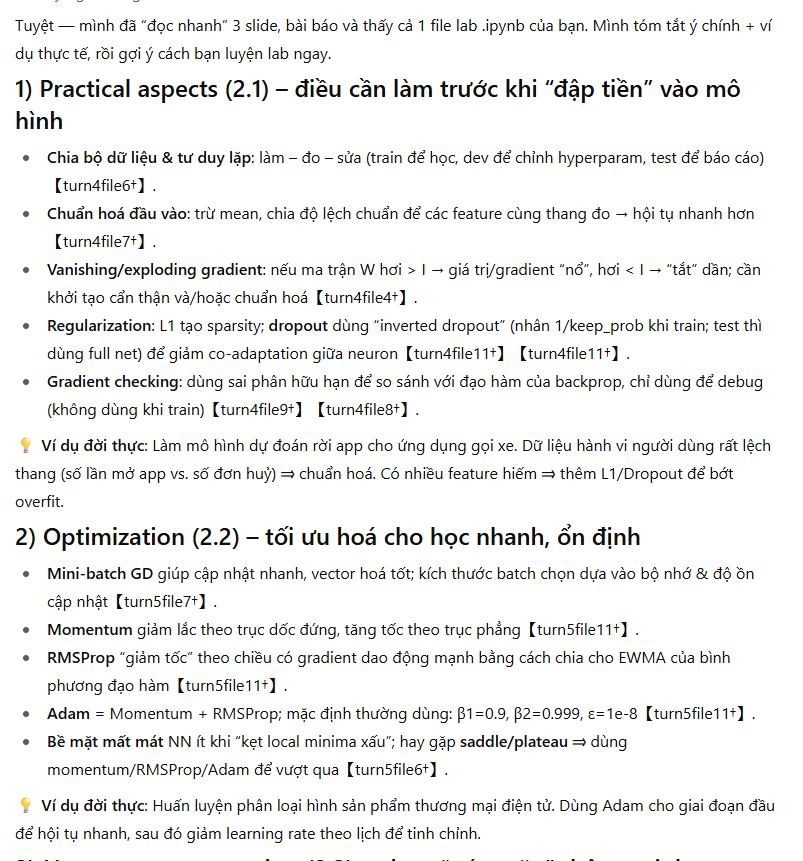 Tuyệt — mình đã “đọc nhanh” 3 slide, bài báo và thấy cả 1 file lab .ipynb của bạn. Mình tóm tắt ý chính + ví
dụ thực tế, rồi gợi ý cách bạn luyện lab ngay.
1) Practical aspects (2.1) – điều cần làm trước khi “đập tiền” vào mô
hình
• Chia bộ dữ liệu & tư duy lặp: làm – đo – sửa (train để học, dev để chỉnh hyperparam, test để báo cáo)
【turn4file6†】.
• Chuẩn hoá đầu vào: trừ mean, chia độ lệch chuẩn để các feature cùng thang đo → hội tụ nhanh hơn
【turn4file7†】.
• Vanishing/exploding gradient: nếu ma trận W hơi > I → giá trị/gradient “nổ”, hơi < I → “tắt” dần; cần
khởi tạo cẩn thận và/hoặc chuẩn hoá【turn4file4†】.
• Regularization: L1 tạo sparsity; dropout dùng “inverted dropout” (nhân 1/keep_prob khi train; test thì
dùng full net) để giảm co-adaptation giữa neuron【turn4file11†】【turn4file11†】.
• Gradient checking: dùng sai phân hữu hạn để so sánh với đạo hàm của backprop, chỉ dùng để debug
(không dùng khi train)【turn4file9†】【turn4file8†】.
💡 Ví dụ đời thực: Làm mô hình dự đoán rời app cho ứng dụng gọi xe. Dữ liệu hành vi người dùng rất lệch
thang (số lần mở app vs. số đơn huỷ) ⇒ chuẩn hoá. Có nhiều feature hiếm ⇒ thêm L1/Dropout để bớt
overfit.
2) Optimization (2.2) – tối ưu hoá cho học nhanh, ổn định
• Mini-batch GD giúp cập nhật nhanh, vector hoá tốt; kích thước batch chọn dựa vào bộ nhớ & độ ồn
cập nhật【turn5file7†】.
• Momentum giảm lắc theo trục dốc đứng, tăng tốc theo trục phẳng【turn5file11†】.
• RMSProp “giảm tốc” theo chiều có gradient dao động mạnh bằng cách chia cho EWMA của bình
phương đạo hàm【turn5file11†】.
• Adam = Momentum + RMSProp; mặc định thường dùng: β1=0.9, β2=0.999, ε=1e-8【turn5file11†】.
• Bề mặt mất mát NN ít khi “kẹt local minima xấu”; hay gặp saddle/plateau ⇒ dùng
momentum/RMSProp/Adam để vượt qua【turn5file6†】.
💡 Ví dụ đời thực: Huấn luyện phân loại hình sản phẩm thương mại điện tử. Dùng Adam cho giai đoạn đầu
để hội tụ nhanh, sau đó giảm learning rate theo lịch để tinh chỉnh.